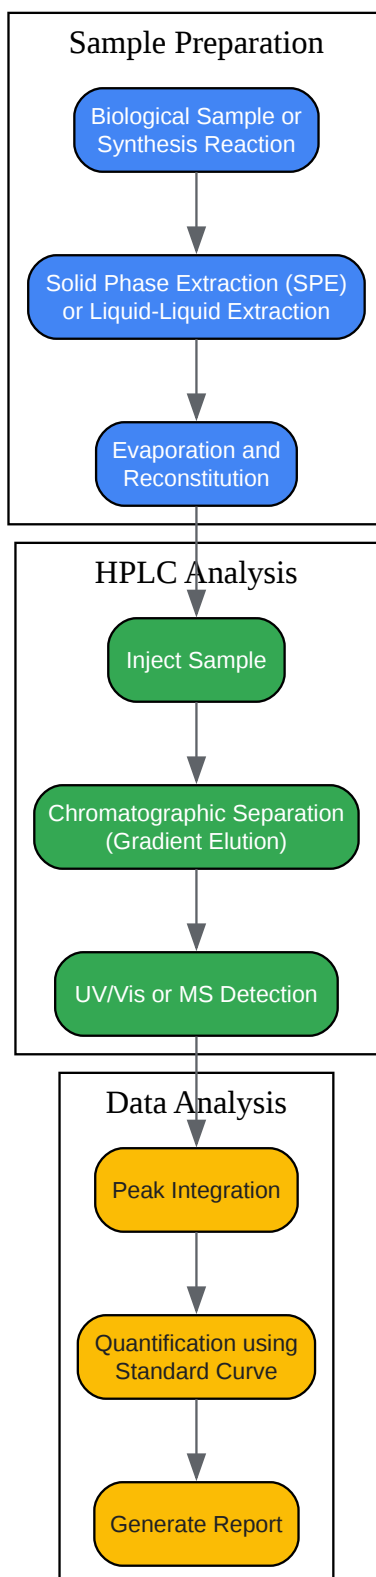 Sample Preparation
Biological Sample or
Synthesis Reaction
Solid Phase Extraction (SPE)
or Liquid-Liquid Extraction
Evaporation and
Reconstitution
HPLC Analysis
Inject Sample
Chromatographic Separation
(Gradient Elution)
UV/Vis or MS Detection
Data Analysis
Peak Integration
Quantification using
Standard Curve
Generate Report